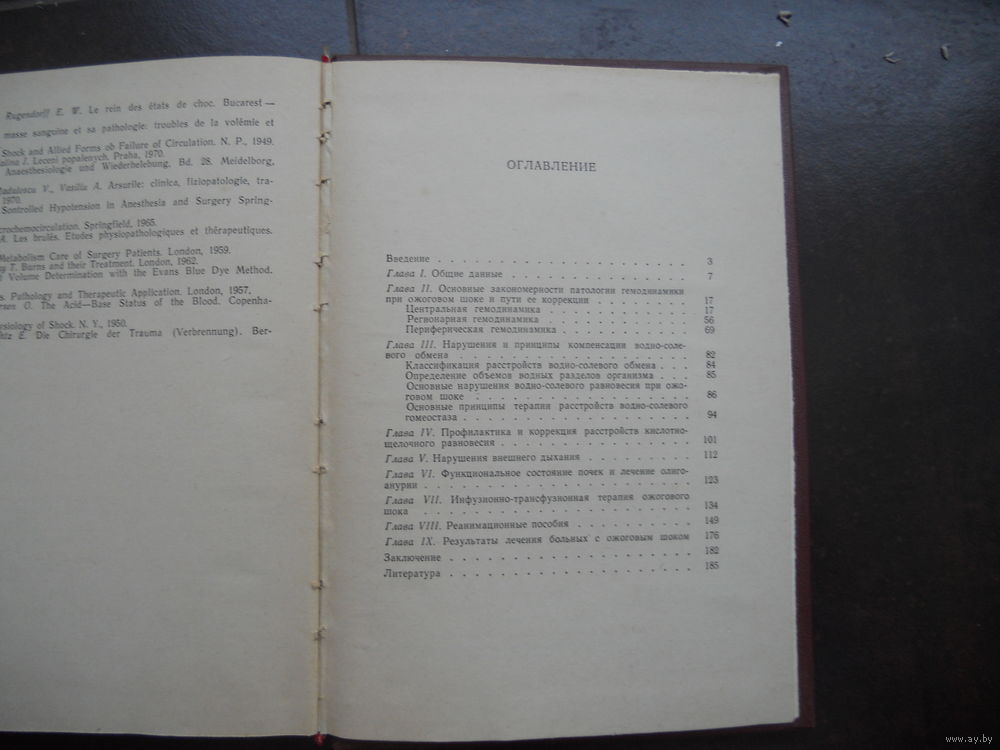 Rugendorff E. W. Le rein des états de choc. Bucarest —
masse sanguine et sa pathologie: troubles de la volémie et
Shock and Allied Forms ob Failure of Circulation. N. P., 1949.
J. Leceni popalenych. Praha, 1970.
Anaesthesiologie und Wiederhelebung, Bd. 28. Meidelborg,
V., Vasiliu A. Arsurile: clinica, fiziopatologie, tra-
1970.
Sontrolled Hypotension in Anesthesia and Surgery Spring-
Springfield, 1965.
A. Les brulés. Etudes physiopathologiques et thérapeutiques.
Metabolism Care of Surgery Patients. London, 1959.
T. Burns and their Treatment. London, 1962.
Volume Determination with the Evans Blue Dye Method.
s. Pathology and Therapeutic Application. London, 1957.
O. The Acid—Base Status of the Blood. Copenha-
siology of Shock. N. Y., 1950.
E. Die Chirurgie der Trauma (Verbrennung). Ber-
ОГЛАВЛЕНИЕ
Введение . . . . . . . . . . . . . . . . . 3
Глава I. Общие данные . . . . . . . . . . . . 7
Глава II. Основные закономерности патологии гемодинамики
при ожоговом шоке и пути ее коррекции . . . . . . 17
Центральная гемодинамика . . . . . . . . . . 17
Регионарная гемодинамика . . . . . . . . . . 56
Периферическая гемодинамика . . . . . . . . . 69
Глава III. Нарушения и принципы компенсации водно-соле-
вого обмена . . . . . . . . . . . . . . . . 82
Классификация расстройств водно-солевого обмена . . . 84
Определение объемов водных разделов организма . . . 85
Основные нарушения водно-солевого равновесия при ожо-
говом шоке . . . . . . . . . . . . . . . 86
Основные принципы терапии расстройств водно-солевого
гомеостаза . . . . . . . . . . . . . . . 94
Глава IV. Профилактика и коррекция расстройств кислотно-
щелочного равновесия . . . . . . . . . . . . . 101
Глава V. Нарушения внешнего дыхания . . . . . . . 112
Глава VI. Функциональное состояние почек и лечение олиго-
анурии . . . . . . . . . . . . . . . . . . 123
Глава VII. Инфузионно-трансфузионная терапия ожогового
шока . . . . . . . . . . . . . . . . . . 134
Глава VIII. Реанимационные пособия . . . . . . . . 149
Глава IX. Результаты лечения больных с ожоговым шоком 176
Заключение . . . . . . . . . . . . . . . . 182
Литература . . . . . . . . . . . . . . . . 185
www.ay.by